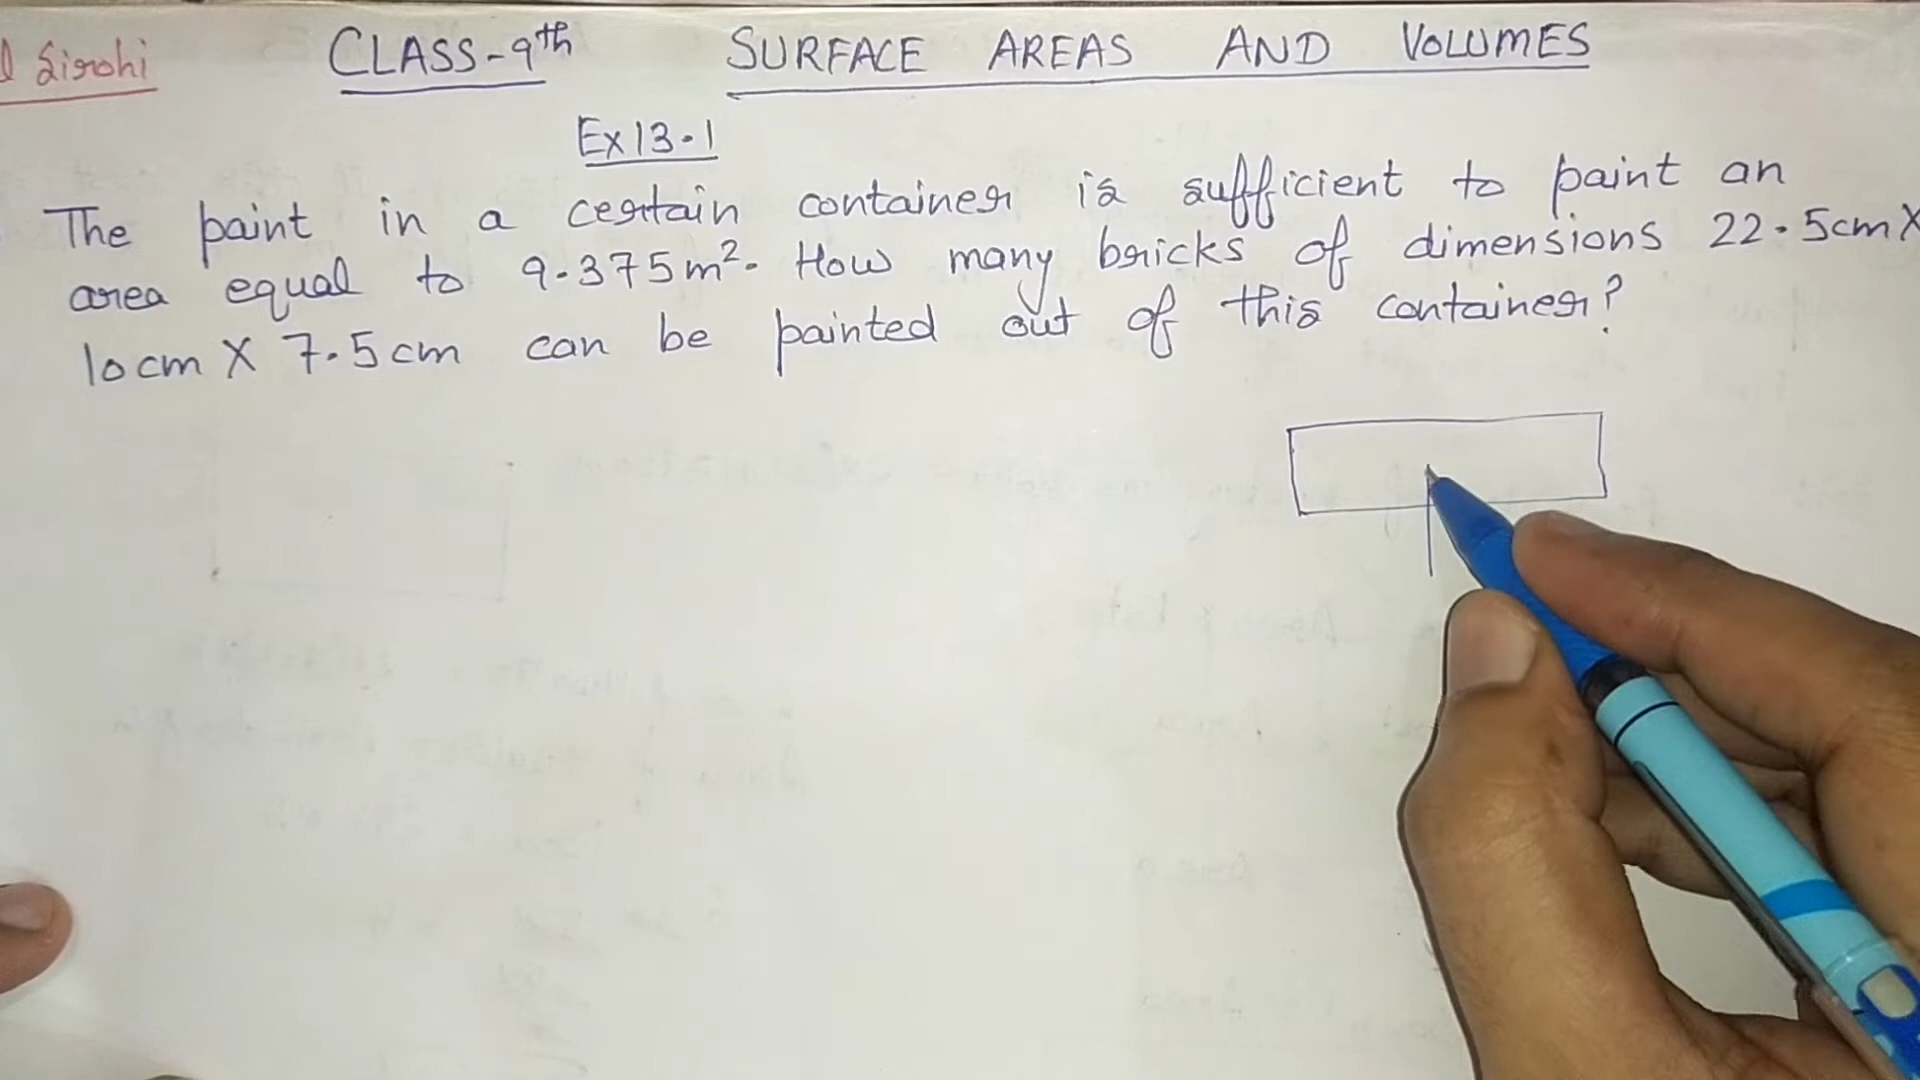 Sirohi
CLASS-9th SURFACE AREAS AND VOLUMES
Ex 13.1
The paint in a certain container is sufficient to paint an
area equal to 9.375m². How many bricks of dimensions 22.5cm X
10cm X 7.5cm can be painted out of this container?